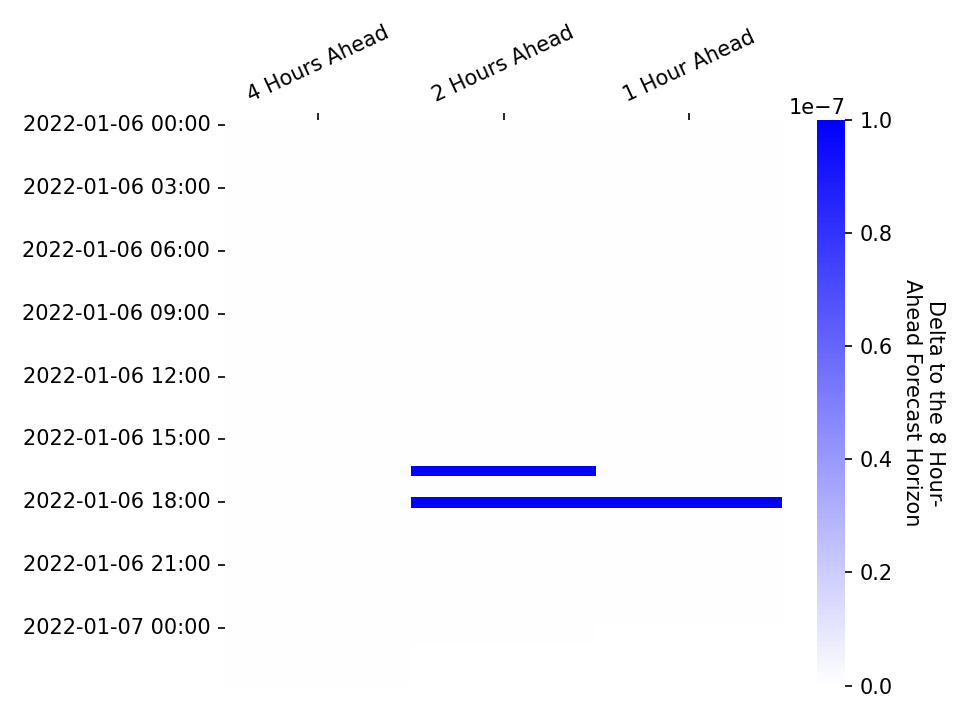 4 Hours Ahead
2 Hours Ahead
1 Hour Ahead
2022-01-06 00:00
2022-01-06 03:00
2022-01-06 06:00
2022-01-06 09:00
2022-01-06 12:00
2022-01-06 15:00
2022-01-06 18:00
2022-01-06 21:00
2022-01-07 00:00
1e−7
1.0
0.8
0.6
0.4
0.2
0.0
Delta to the 8 Hour-
Ahead Forecast Horizon